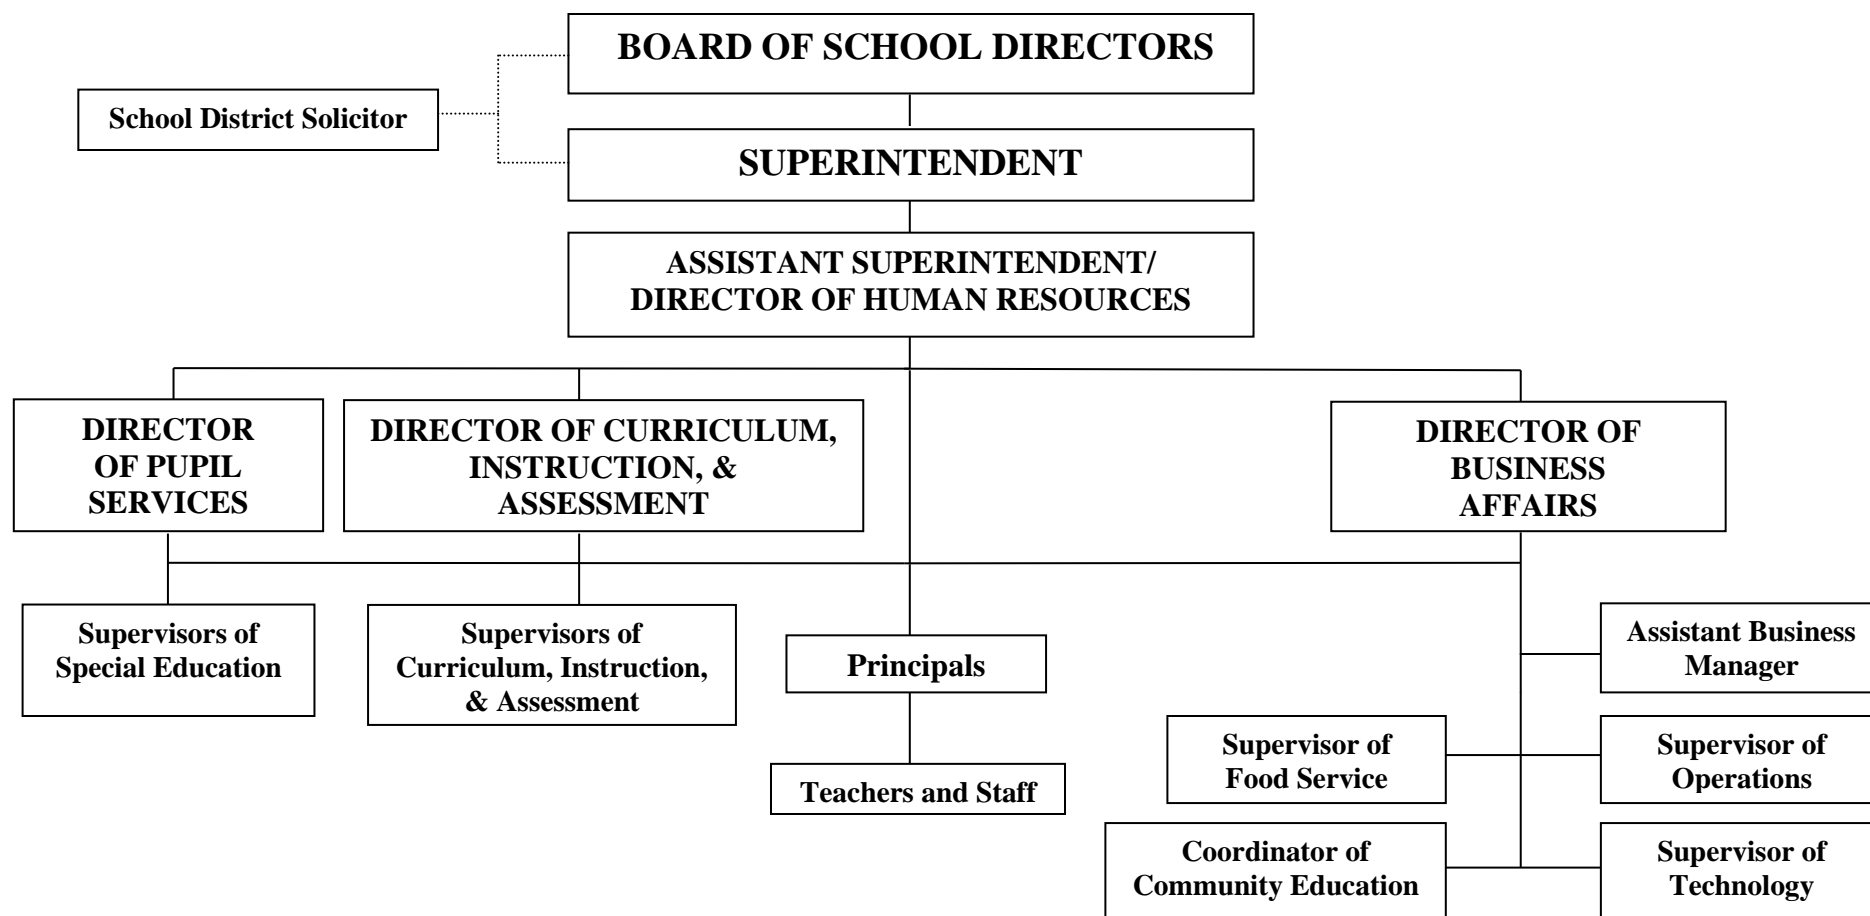 BOARD OF SCHOOL DIRECTORS
School District Solicitor
SUPERINTENDENT
ASSISTANT SUPERINTENDENT/
DIRECTOR OF HUMAN RESOURCES
DIRECTOR
OF PUPIL
SERVICES
DIRECTOR OF CURRICULUM,
INSTRUCTION, &
ASSESSMENT
DIRECTOR OF
BUSINESS
AFFAIRS
Supervisors of
Special Education
Supervisors of
Curriculum, Instruction,
& Assessment
Principals
Teachers and Staff
Assistant Business
Manager
Supervisor of
Food Service
Supervisor of
Operations
Coordinator of
Community Education
Supervisor of
Technology